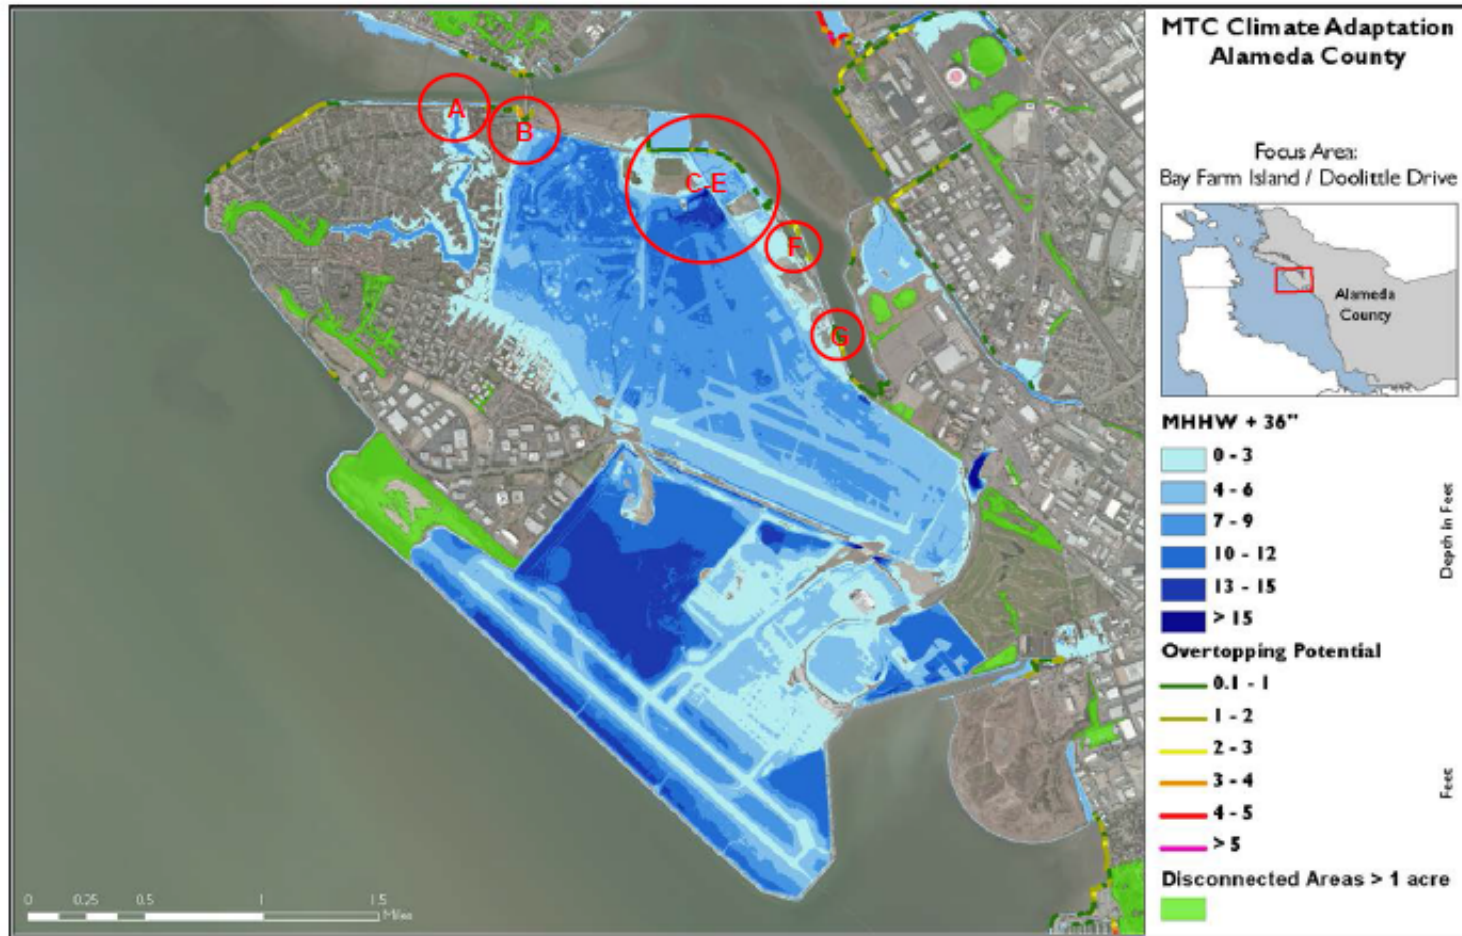 MTC Climate Adaptation
Alameda County
Focus Area:
Bay Farm Island / Doolittle Drive
Alameda
County
MHHW + 36"
0 - 3
4 - 6
7 - 9
10 - 12
13 - 15
> 15
Depth in Feet
Overtopping Potential
0.1 - 1
1 - 2
2 - 3
3 - 4
4 - 5
> 5
Feet
Disconnected Areas > 1 acre
A
B
C-E
F
G
0 0.25 0.5 1 1.5
Miles